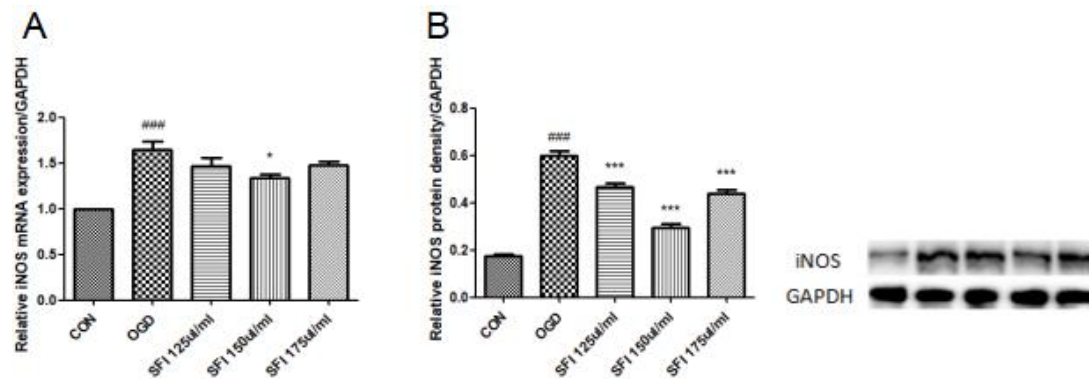 A
Relative iNOS mRNA expression/GAPDH
2.0
1.5
1.0
0.5
0.0
###
*
CON
OGD
SFI 125ul/ml
SFI 150ul/ml
SFI 175ul/ml
B
Relative iNOS protein density/GAPDH
0.8
0.6
0.4
0.2
0.0
###
***
***
***
CON
OGD
SFI 125ul/ml
SFI 150ul/ml
SFI 175ul/ml
iNOS
GAPDH